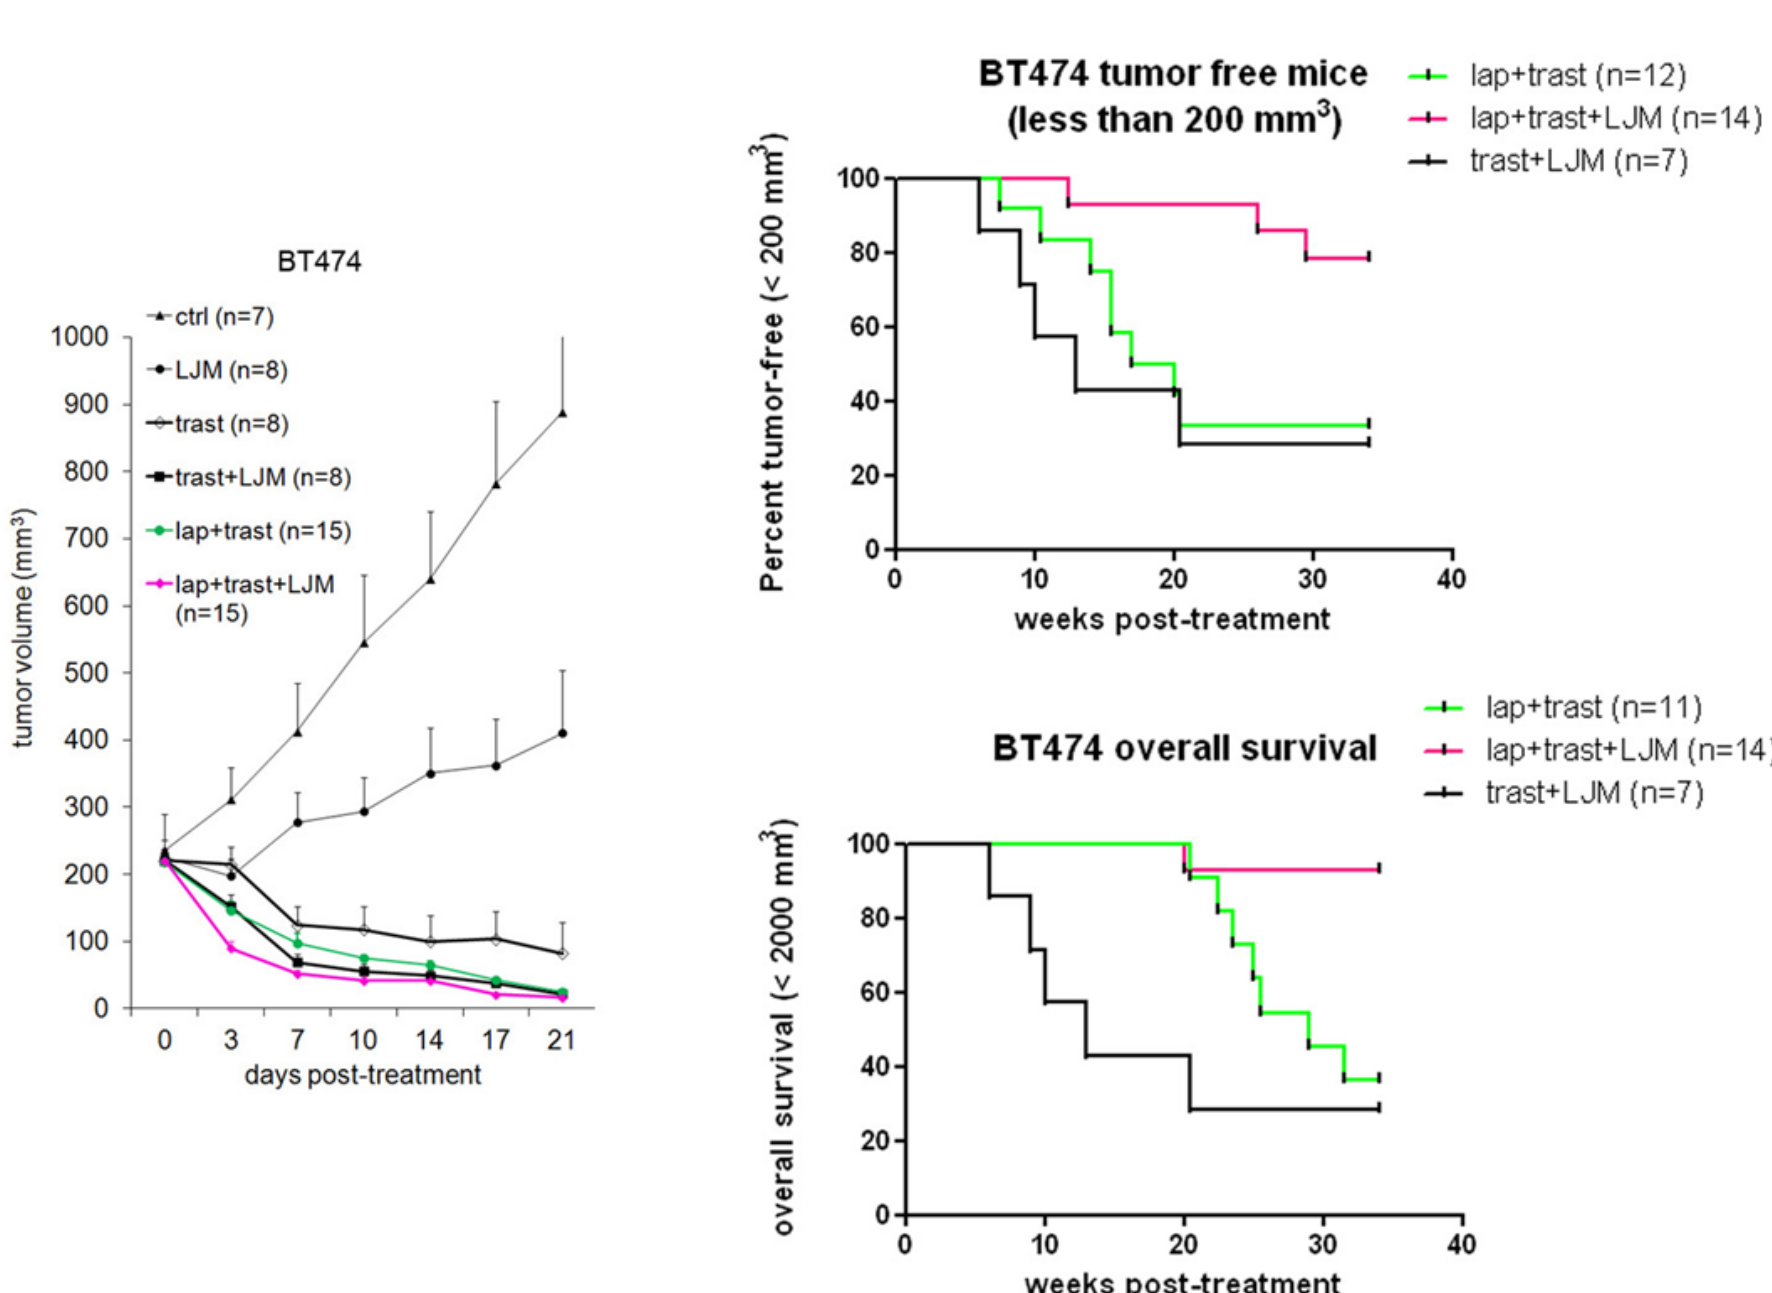 BT474
ctrl (n=7)
LJM (n=8)
trast (n=8)
trast+LJM (n=8)
lap+trast (n=15)
lap+trast+LJM
(n=15)
tumor volume (mm³)
1000
900
800
700
600
500
400
300
200
100
0
0 3 7 10 14 17 21
days post-treatment
BT474 tumor free mice
(less than 200 mm³)
lap+trast (n=12)
lap+trast+LJM (n=14)
trast+LJM (n=7)
Percent tumor-free (< 200 mm³)
100
80
60
40
20
0
0 10 20 30 40
weeks post-treatment
BT474 overall survival
lap+trast (n=11)
lap+trast+LJM (n=14)
trast+LJM (n=7)
overall survival (< 2000 mm³)
100
80
60
40
20
0
0 10 20 30 40
weeks post-treatment